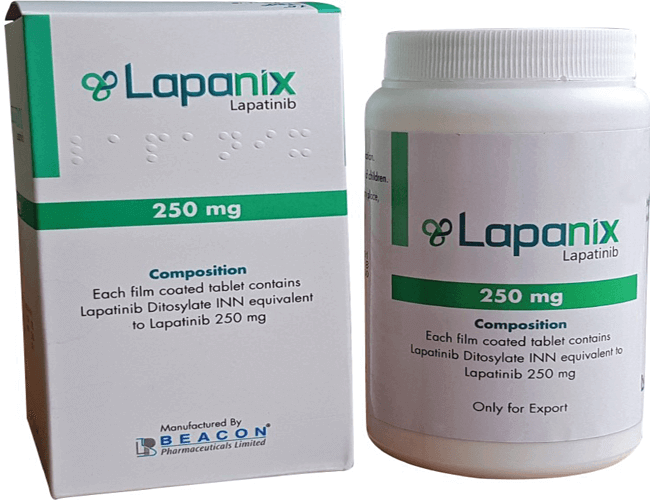 Lapanix
Lapatinib
250 mg
Composition
Each film coated tablet contains
Lapatinib Ditosylate INN equivalent
to Lapatinib 250 mg
Manufactured By
BEACON®
Pharmaceuticals Limited
children.
Lapanix
Lapatinib
250 mg
Composition
Each film coated tablet contains
Lapatinib Ditosylate INN equivalent to
Lapatinib 250 mg
Only for Export